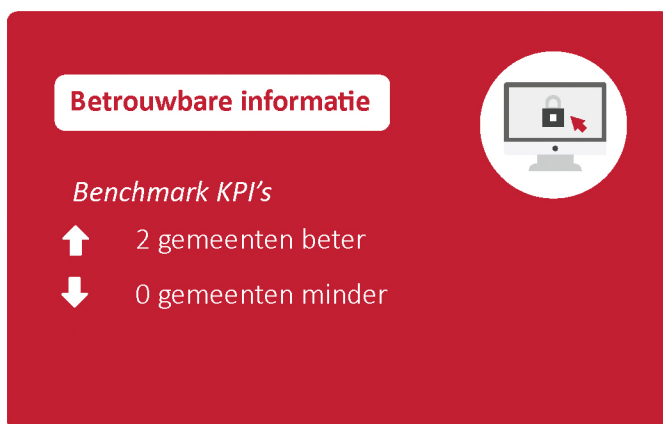 Betrouwbare informatie
Benchmark KPI's
2 gemeenten beter
0 gemeenten minder